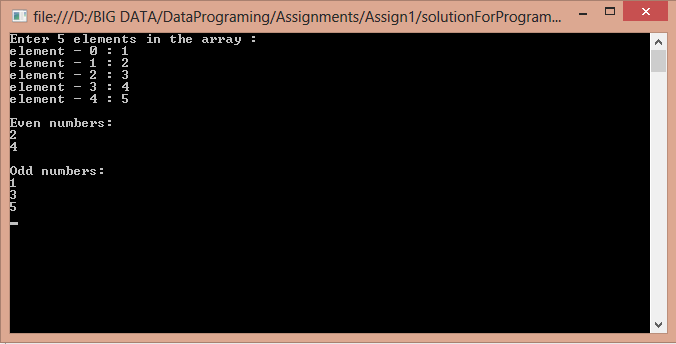 file:///D:/BIG DATA/DataPrograming/Assignments/Assign1/solutionForProgram...
Enter 5 elements in the array :
element - 0 : 1
element - 1 : 2
element - 2 : 3
element - 3 : 4
element - 4 : 5
Even numbers:
2
4
Odd numbers:
1
3
5